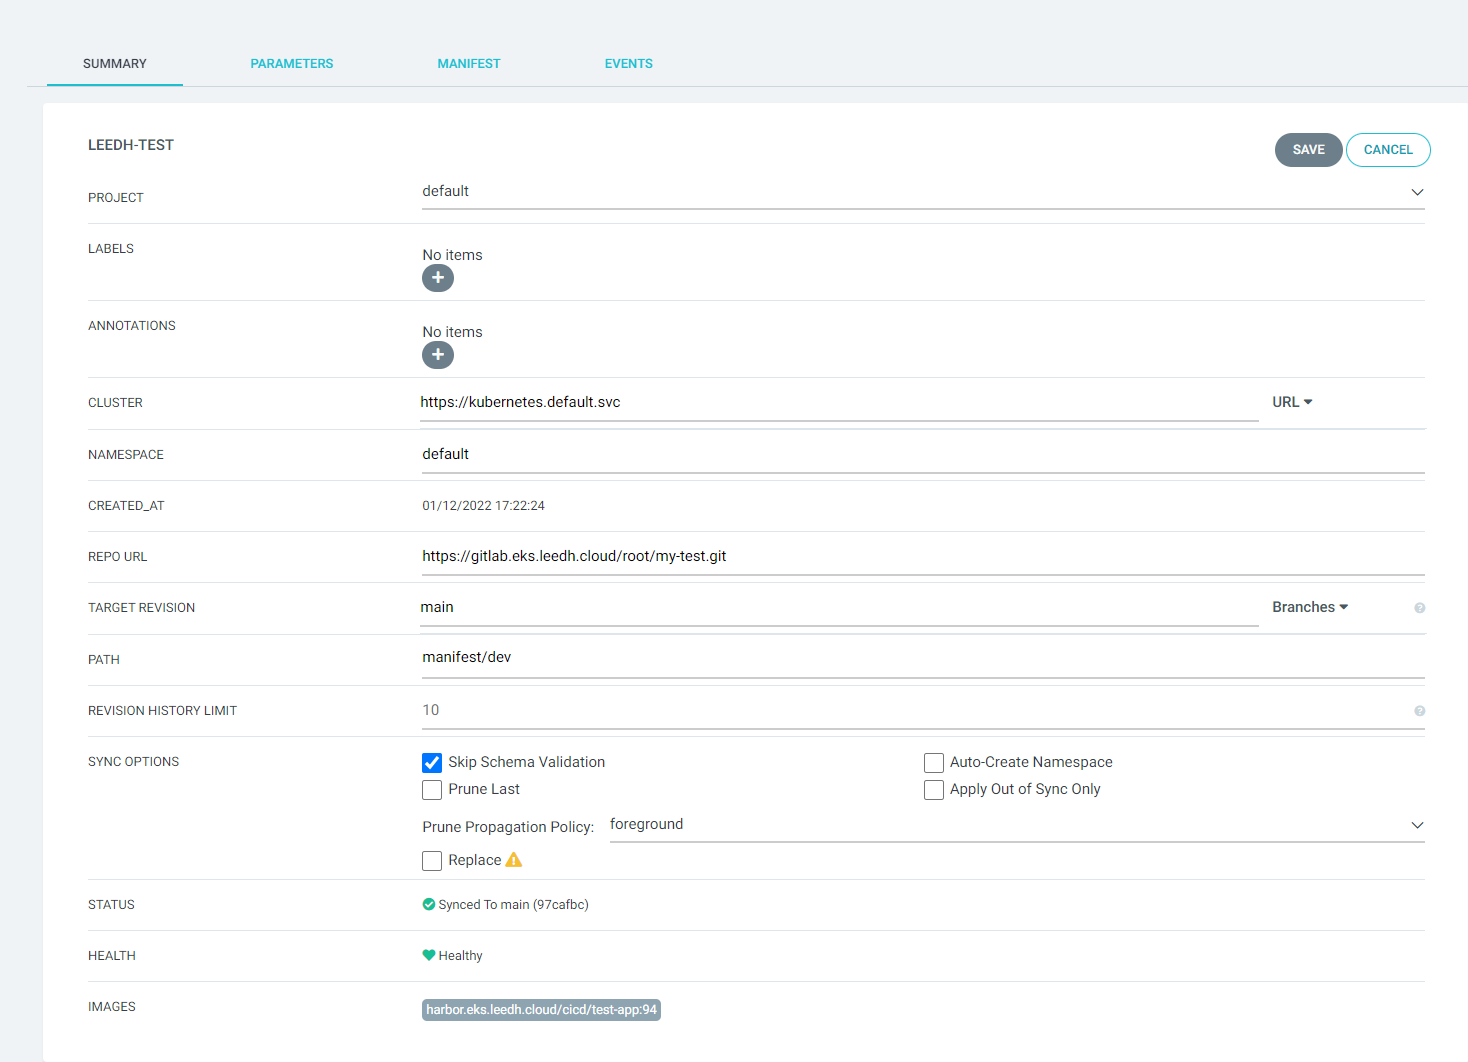 SUMMARY PARAMETERS MANIFEST EVENTS
LEEDH-TEST SAVE CANCEL
PROJECT default
LABELS No items
+
ANNOTATIONS No items
+
CLUSTER https://kubernetes.default.svc URL
NAMESPACE default
CREATED_AT 01/12/2022 17:22:24
REPO URL https://gitlab.eks.leedh.cloud/root/my-test.git
TARGET REVISION main Branches ?
PATH manifest/dev
REVISION HISTORY LIMIT 10 ?
SYNC OPTIONS Skip Schema Validation Auto-Create Namespace
Prune Last Apply Out of Sync Only
Prune Propagation Policy: foreground
Replace
STATUS Synced To main (97cafbc)
HEALTH Healthy
IMAGES harbor.eks.leedh.cloud/cicd/test-app:94